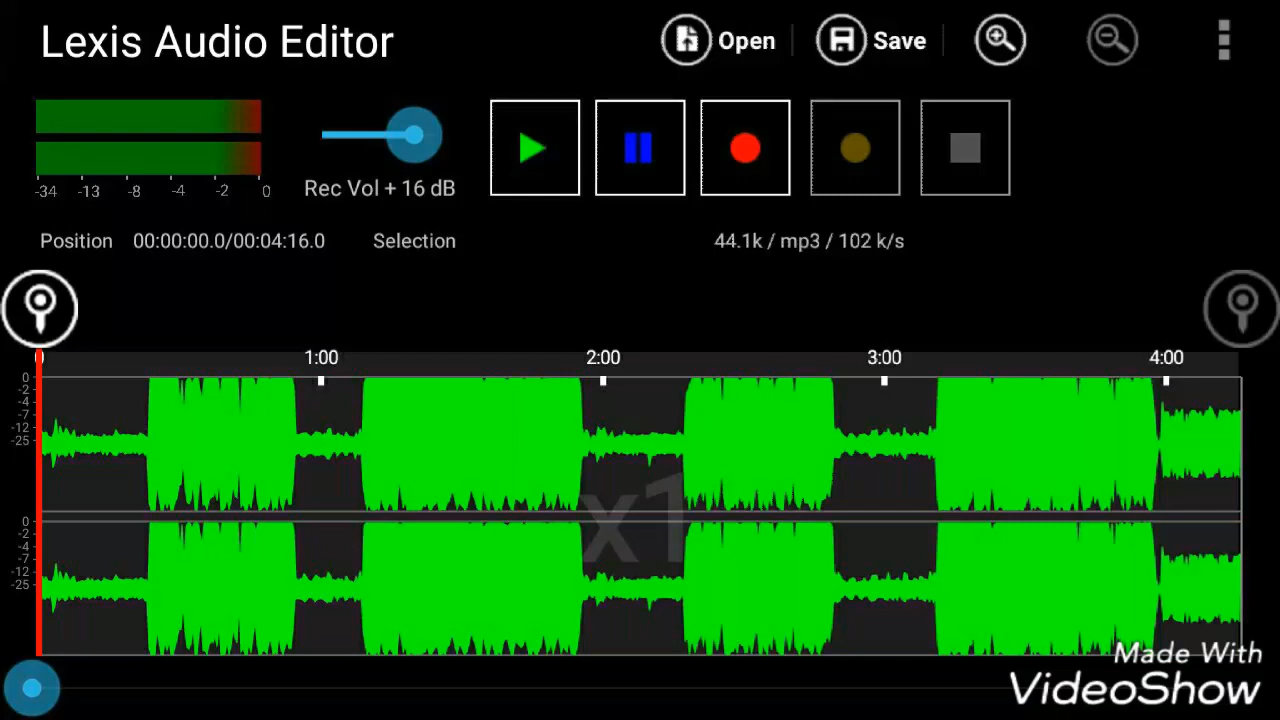 Lexis Audio Editor
Open
Save
-34 -13 -8 -4 -2 0
Rec Vol + 16 dB
Position 00:00:00.0/00:04:16.0 Selection 44.1k / mp3 / 102 k/s
0 1:00 2:00 3:00 4:00
0
-2
-4
-7
-12
-25
x1
0
-2
-4
-7
-12
-25
Made With
VideoShow